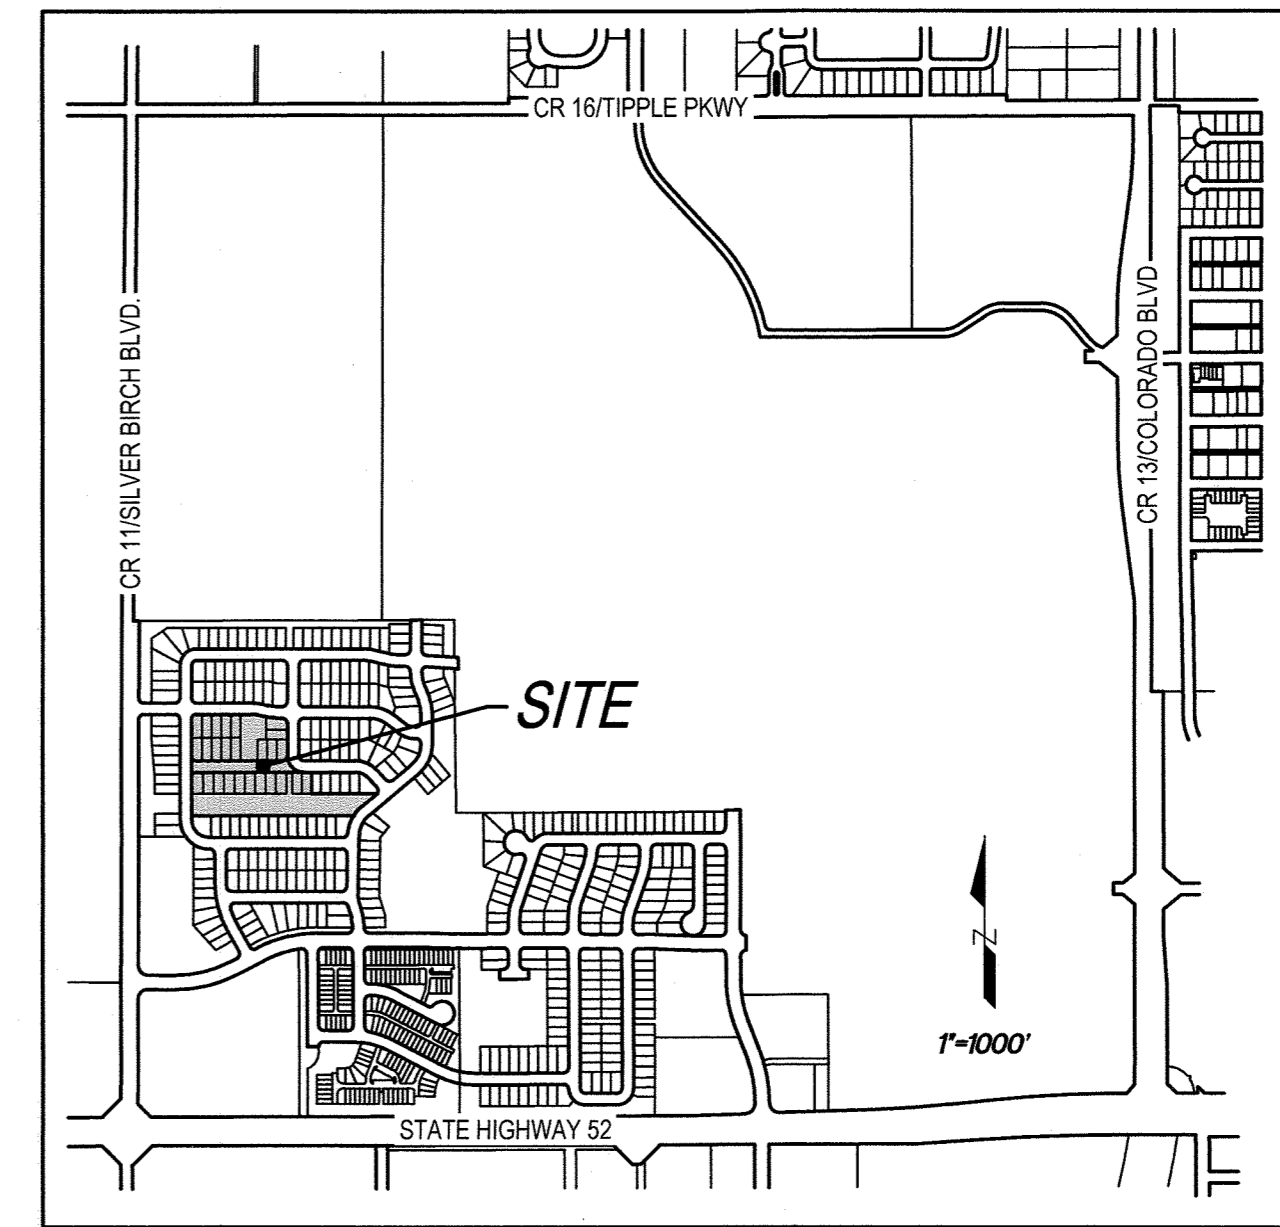 CR 16/TIPPLE PKWY
CR 11/SILVER BIRCH BLVD.
CR 13/COLORADO BLVD
SITE
N
1"=1000'
STATE HIGHWAY 52